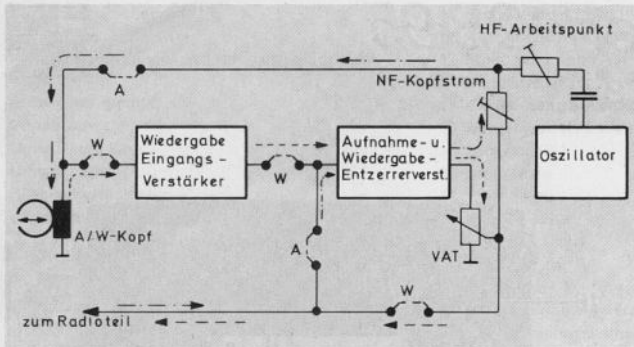 HF-Arbeitspunkt
NF-Kopfstrom
A
W
Wiedergabe
Eingangs-
Verstärker
W
Aufnahme- u.
Wiedergabe-
Entzerrerverst.
Oszillator
A/W-Kopf
A
VAT
W
zum Radioteil